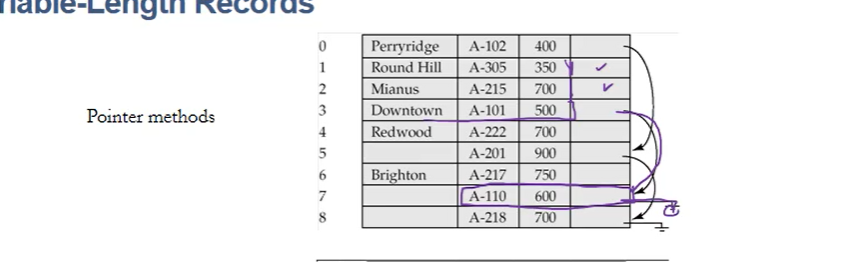 riable-Length Records
0 Perryridge A-102 400
1 Round Hill A-305 350
2 Mianus A-215 700
3 Downtown A-101 500
Pointer methods
4 Redwood A-222 700
5 A-201 900
6 Brighton A-217 750
7 A-110 600
8 A-218 700